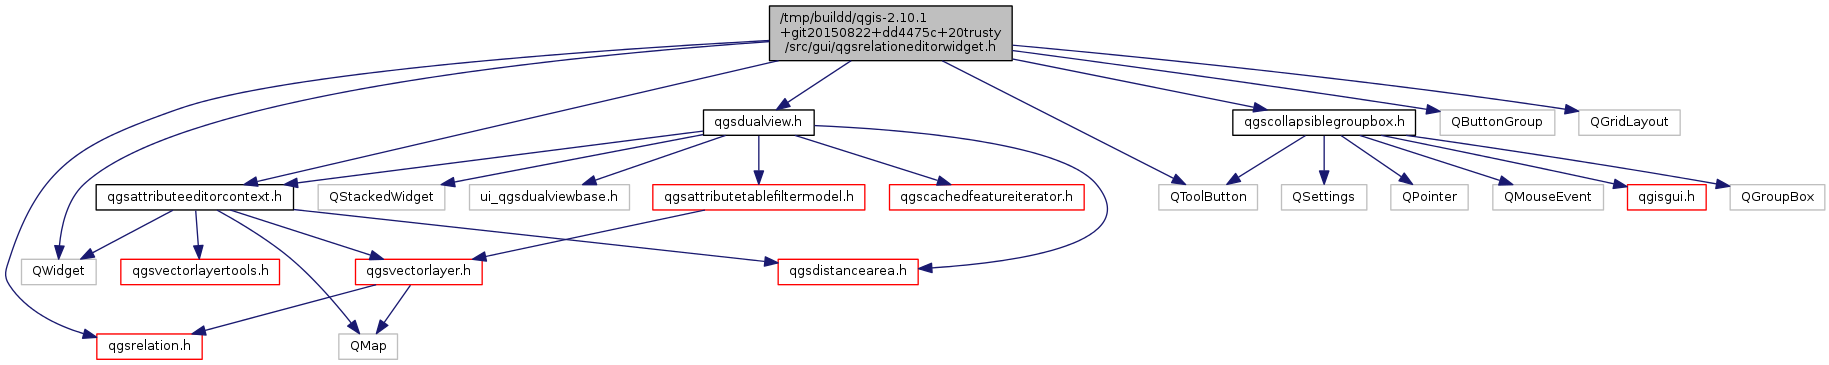 /tmp/buildd/qgis-2.10.1
+git20150822+dd4475c+20trusty
/src/gui/qgsrelationeditorwidget.h
qgsdualview.h
qgscollapsiblegroupbox.h
QButtonGroup
QGridLayout
qgsattributeeditorcontext.h
QStackedWidget
ui_qgsdualviewbase.h
qgsattributetablefiltermodel.h
qgscachedfeatureiterator.h
QToolButton
QSettings
QPointer
QMouseEvent
qgisgui.h
QGroupBox
QWidget
qgsvectorlayertools.h
qgsvectorlayer.h
qgsdistancearea.h
qgsrelation.h
QMap